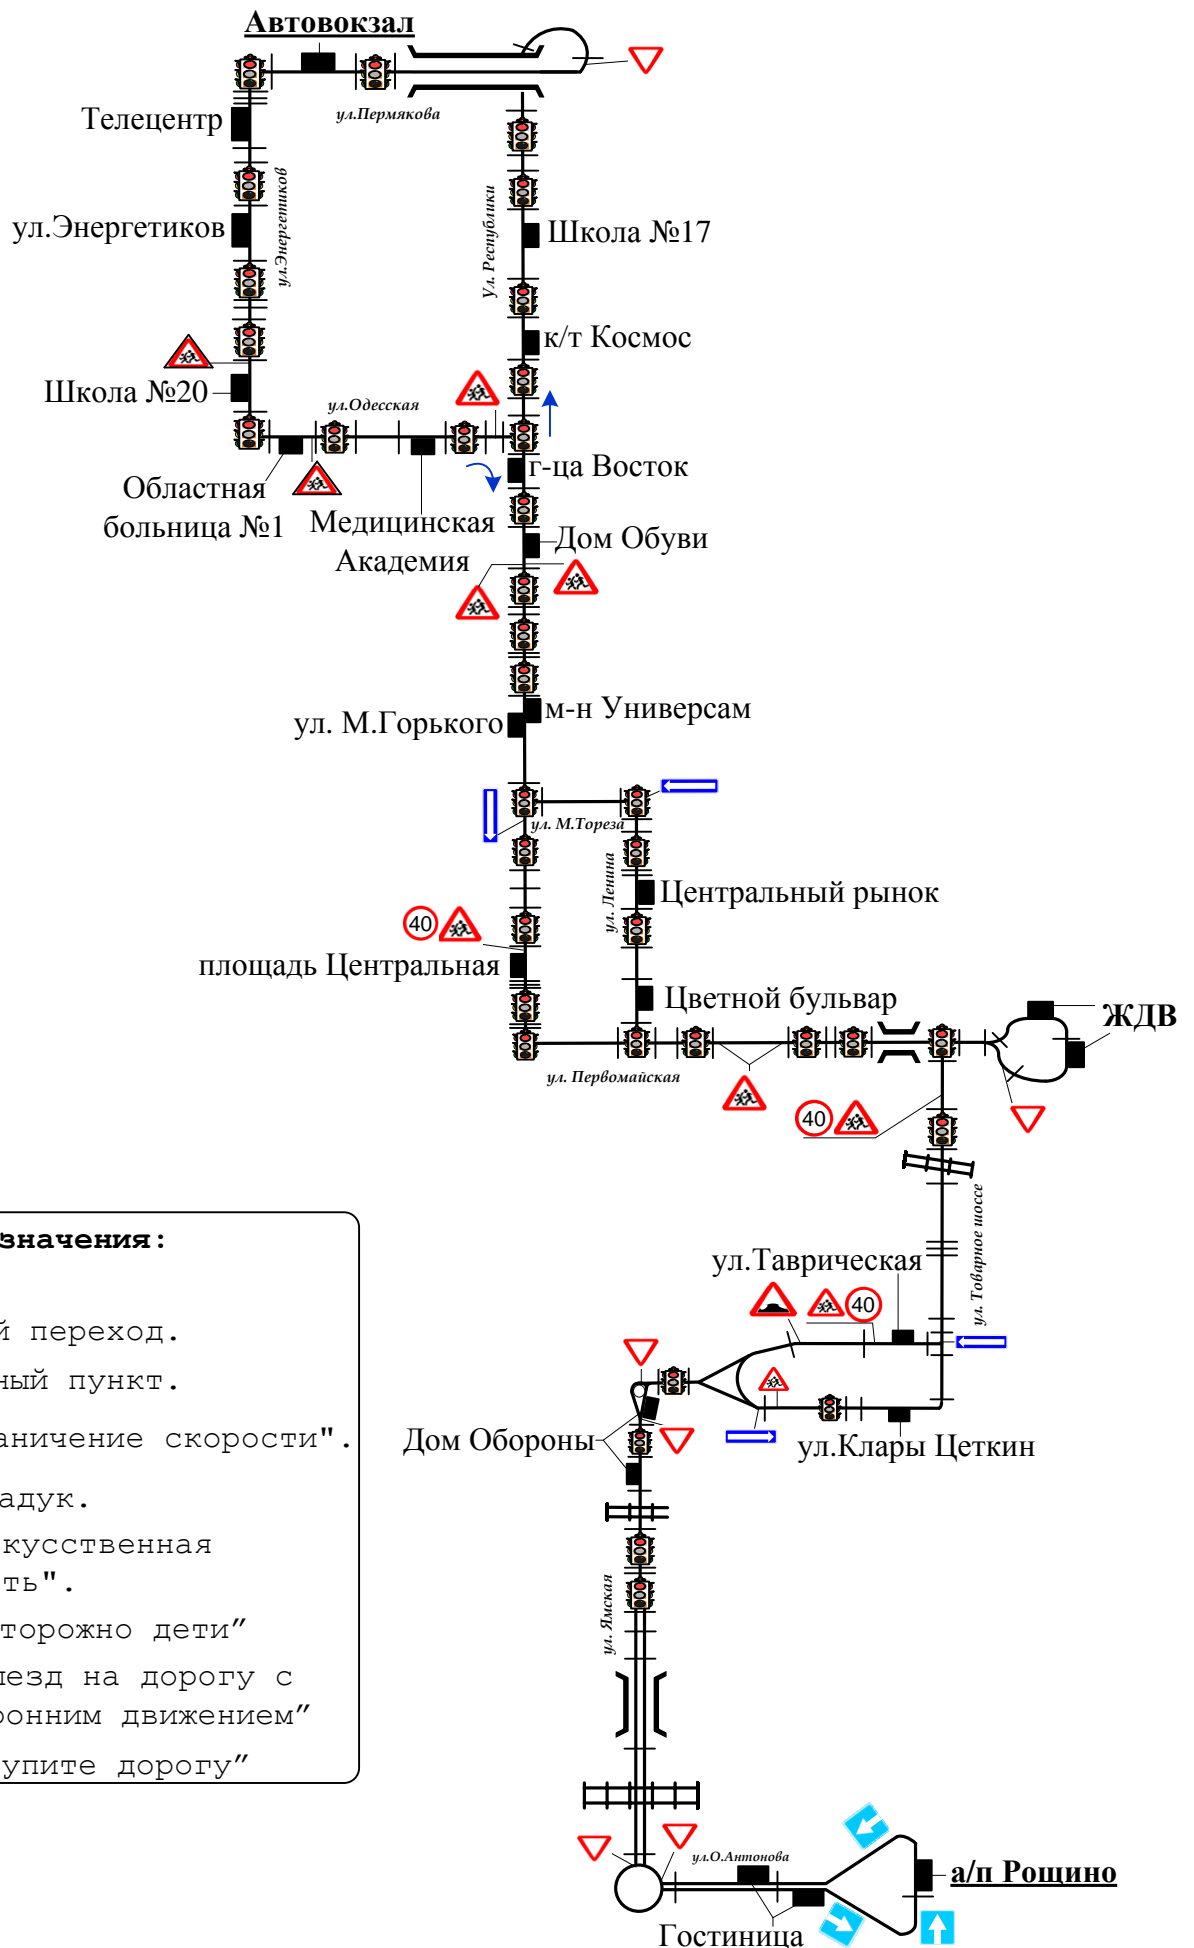 Автовокзал
ул.Пермякова
Телецентр
ул.Энергетиков
ул.Энергетиков
Ул. Республики
Школа №17
к/т Космос
Школа №20
ул.Одесская
г-ца Восток
Областная
больница №1
Медицинская
Академия
Дом Обуви
м-н Универсам
ул. М.Горького
ул. М.Тореза
ул. Ленина
Центральный рынок
40
площадь Центральная
Цветной бульвар
ЖДВ
ул. Первомайская
40
ул. Товарное шоссе
ул.Таврическая
40
Дом Обороны
ул.Клары Цеткин
ул. Ямская
ул.О.Антонова
а/п Рощино
Гостиница
значения:
й переход.
ный пункт.
аничение скорости".
адук.
кусственная
ть".
торожно дети”
езд на дорогу с
ронним движением”
упите дорогу”